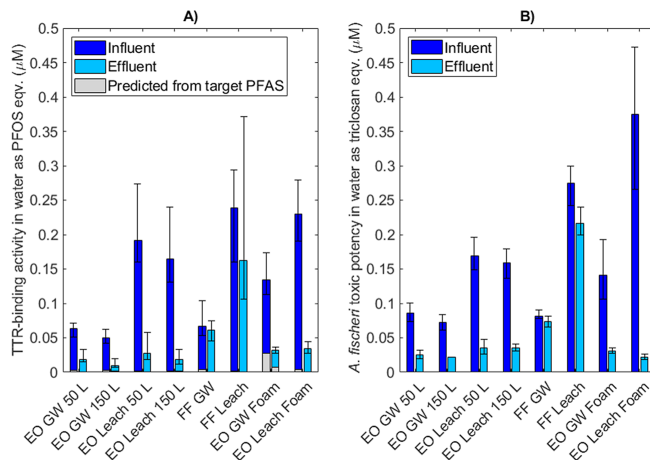 A)
TTR-binding activity in water as PFOS eqv. (μM)
0.5
0.45
0.4
0.35
0.3
0.25
0.2
0.15
0.1
0.05
0
Influent
Effluent
Predicted from target PFAS
EO GW 50 L
EO GW 150 L
EO Leach 50 L
EO Leach 150 L
FF GW
FF Leach
EO GW Foam
EO Leach Foam
B)
A. fischeri toxic potency in water as triclosan eqv. (μM)
0.5
0.45
0.4
0.35
0.3
0.25
0.2
0.15
0.1
0.05
0
Influent
Effluent
EO GW 50 L
EO GW 150 L
EO Leach 50 L
EO Leach 150 L
FF GW
FF Leach
EO GW Foam
EO Leach Foam